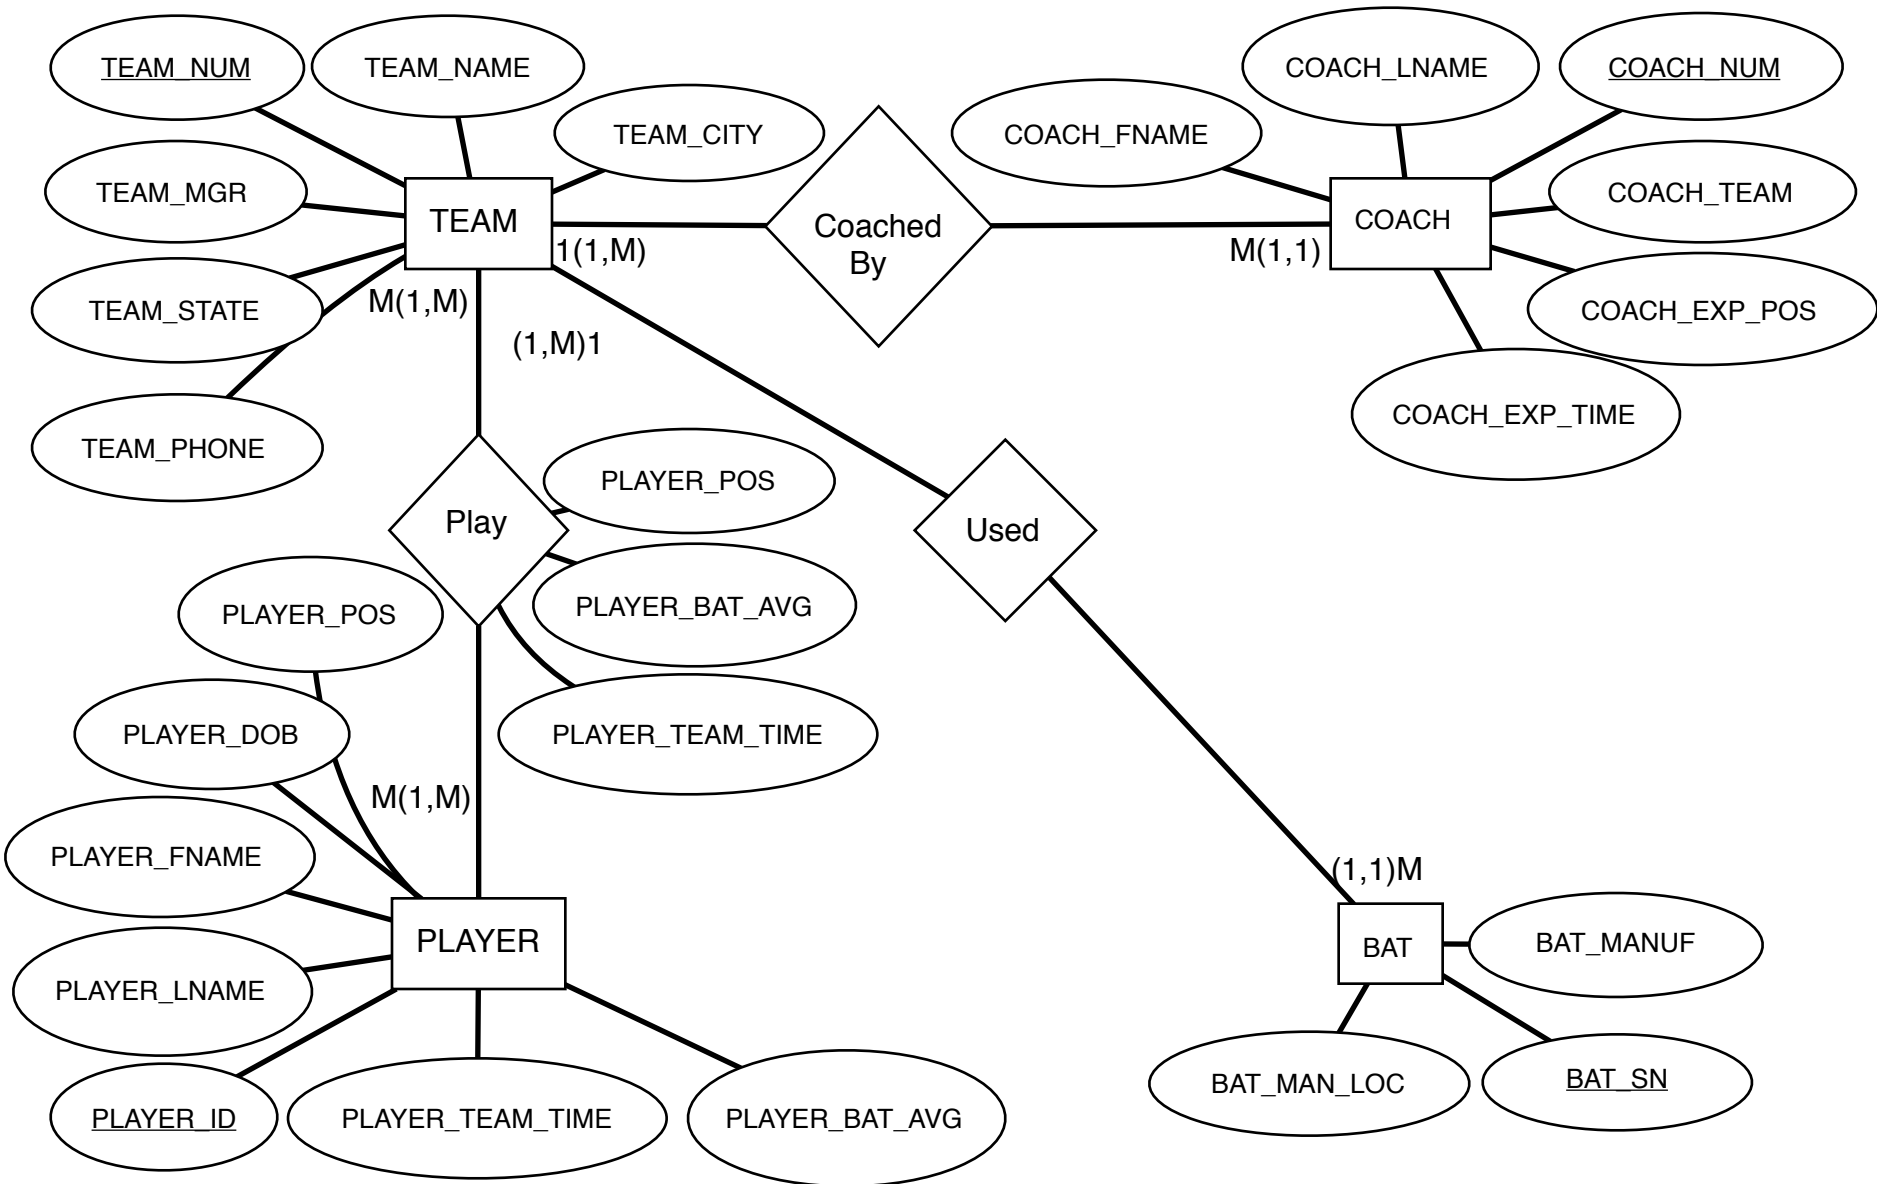 TEAM_NUM
TEAM_NAME
COACH_LNAME
COACH_NUM
TEAM_CITY
COACH_FNAME
TEAM_MGR
COACH_TEAM
TEAM
Coached
By
COACH
1(1,M)
M(1,1)
TEAM_STATE
M(1,M)
COACH_EXP_POS
(1,M)1
COACH_EXP_TIME
TEAM_PHONE
PLAYER_POS
Play
Used
PLAYER_POS
PLAYER_BAT_AVG
PLAYER_DOB
PLAYER_TEAM_TIME
M(1,M)
PLAYER_FNAME
(1,1)M
PLAYER
BAT
BAT_MANUF
PLAYER_LNAME
BAT_MAN_LOC
BAT_SN
PLAYER_ID
PLAYER_TEAM_TIME
PLAYER_BAT_AVG